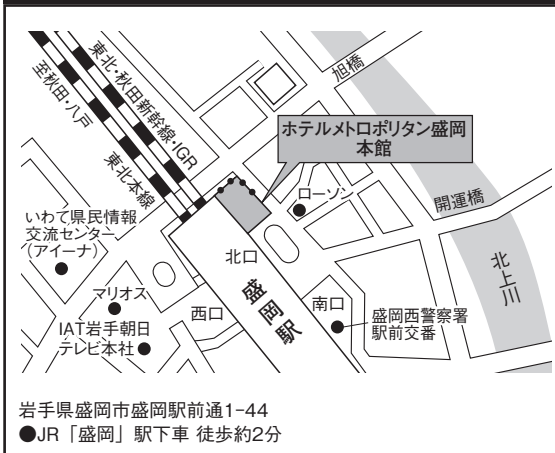 旭橋
東北・秋田新幹線・IGR
至秋田・八戸
東北本線
ホテルメトロポリタン盛岡
本館
ローソン
開運橋
いわて県民情報
交流センター
（アイーナ）
北口
北上川
マリオス
西口
盛岡駅
南口
盛岡西警察署
駅前交番
IAT岩手朝日
テレビ本社
岩手県盛岡市盛岡駅前通1-44
●JR「盛岡」駅下車 徒歩約2分